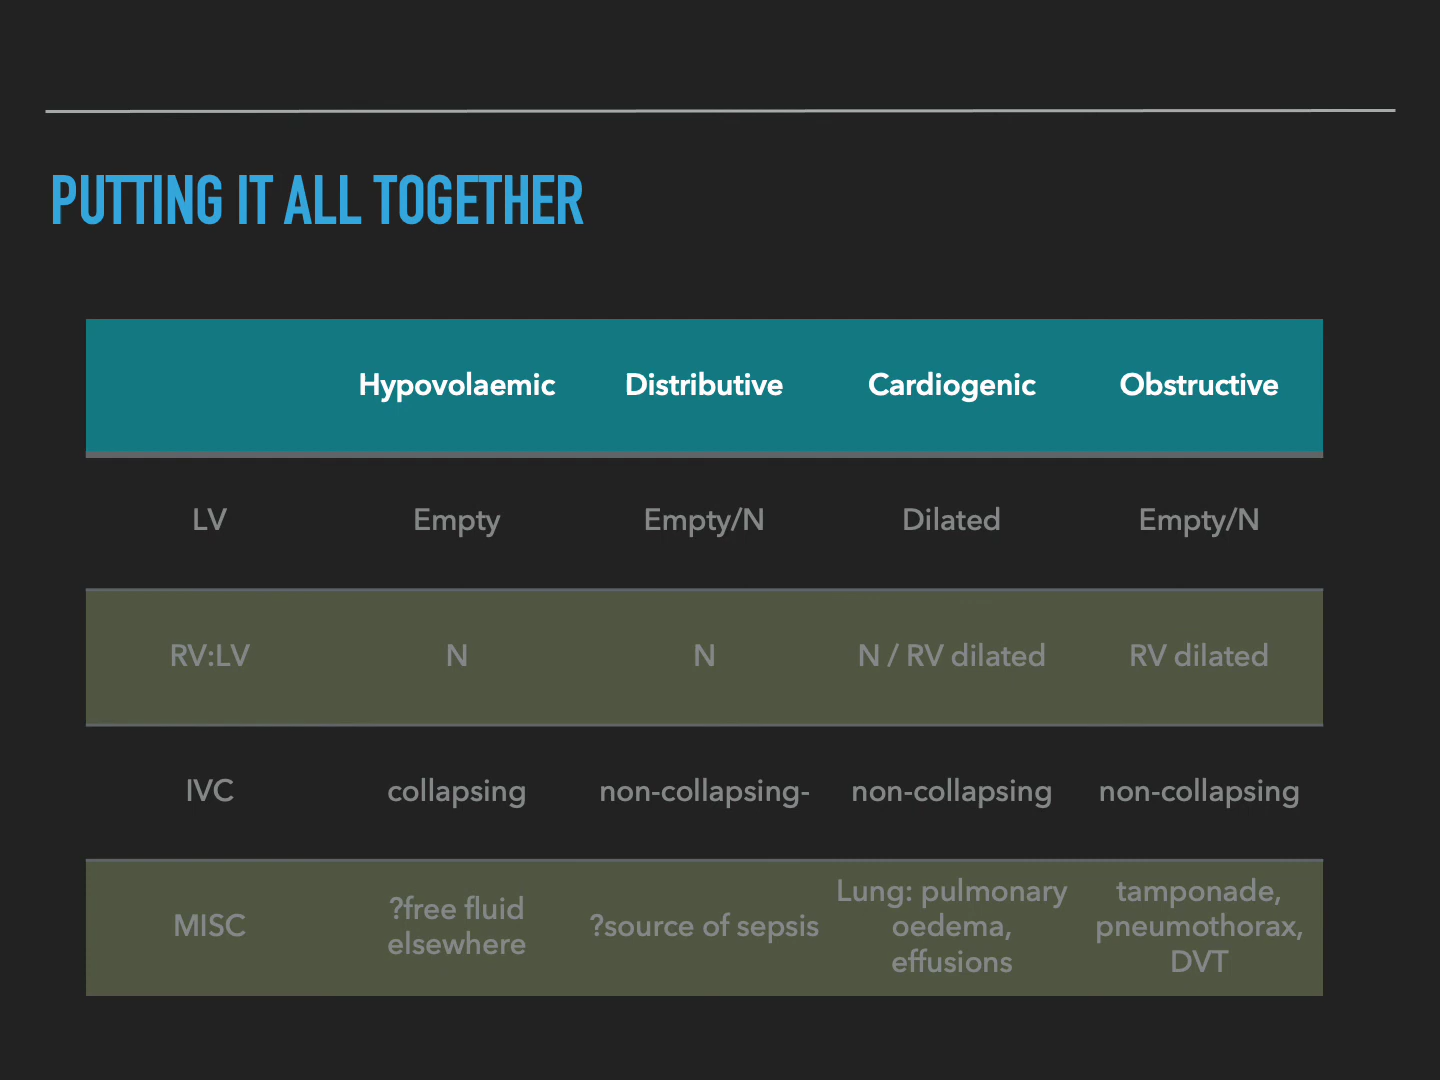 PUTTING IT ALL TOGETHER
Hypovolaemic Distributive Cardiogenic Obstructive
LV Empty Empty/N Dilated Empty/N
RV:LV N N N / RV dilated RV dilated
IVC collapsing non-collapsing- non-collapsing non-collapsing
MISC
?free fluid
elsewhere
?source of sepsis
Lung: pulmonary
oedema,
effusions
tamponade,
pneumothorax,
DVT